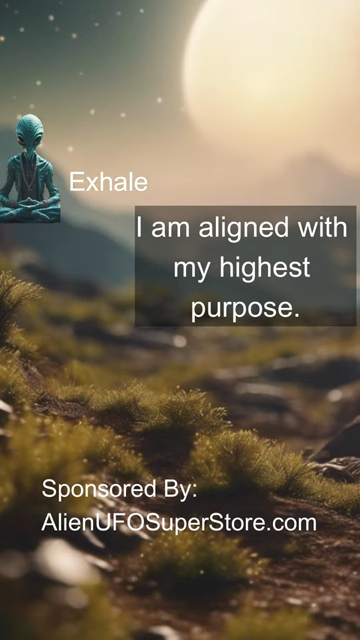 Exhale
I am aligned with
my highest
purpose.
Sponsored By:
AlienUFOSuperStore.com